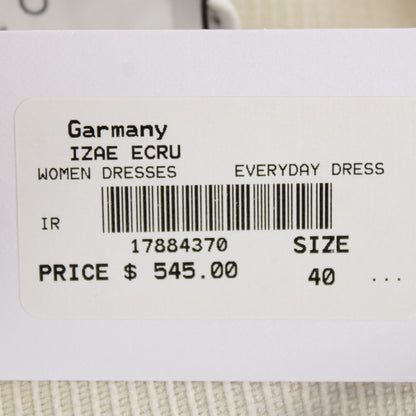 Garmany
IZAE ECRU
WOMEN DRESSES EVERYDAY DRESS
IR
17884370 SIZE
PRICE $ 545.00 40 ...